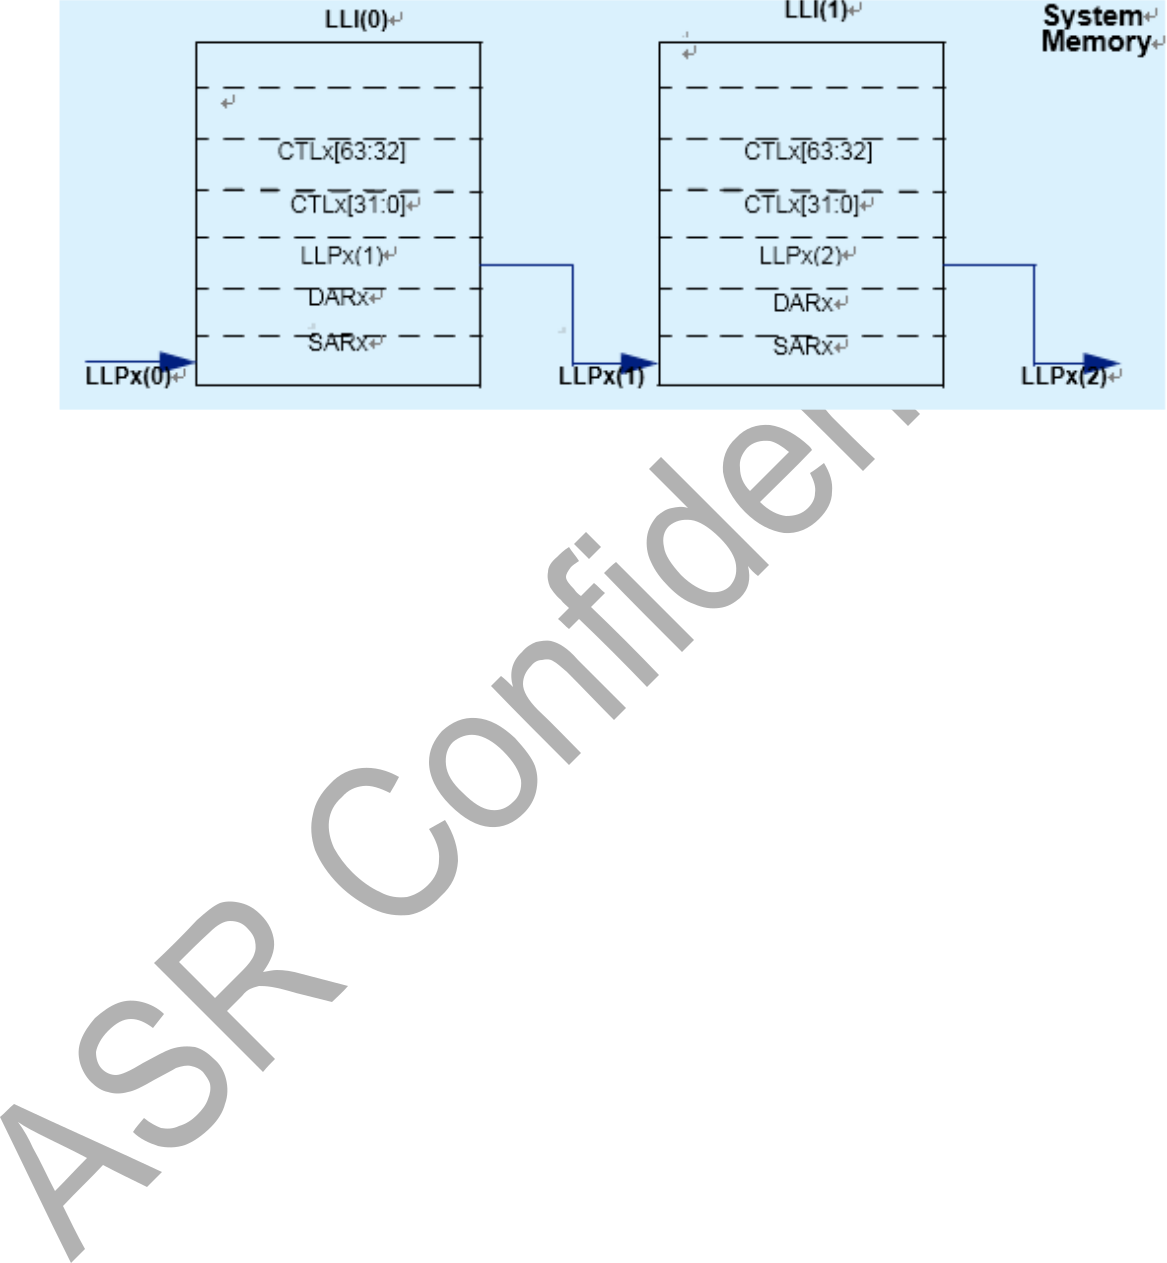 LLI(0)
LLI(1)
System
Memory
CTLx[63:32]
CTLx[31:0]
LLPx(1)
DARx
SARx
CTLx[63:32]
CTLx[31:0]
LLPx(2)
DARx
SARx
LLPx(0)
LLPx(1)
LLPx(2)
ASR Confiden